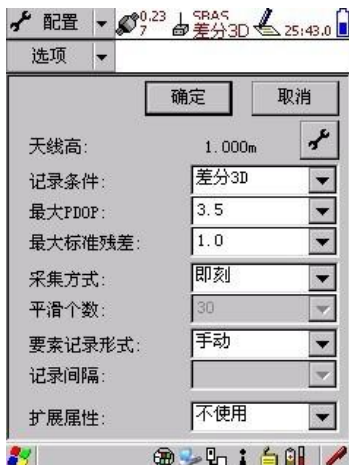 配置 0.23 7 SBAS 差分3D 25:43.0
选项
确定 取消
天线高: 1.000m
记录条件: 差分3D
最大PDOP: 3.5
最大标准残差: 1.0
采集方式: 即刻
平滑个数: 30
要素记录形式: 手动
记录间隔:
扩展属性: 不使用